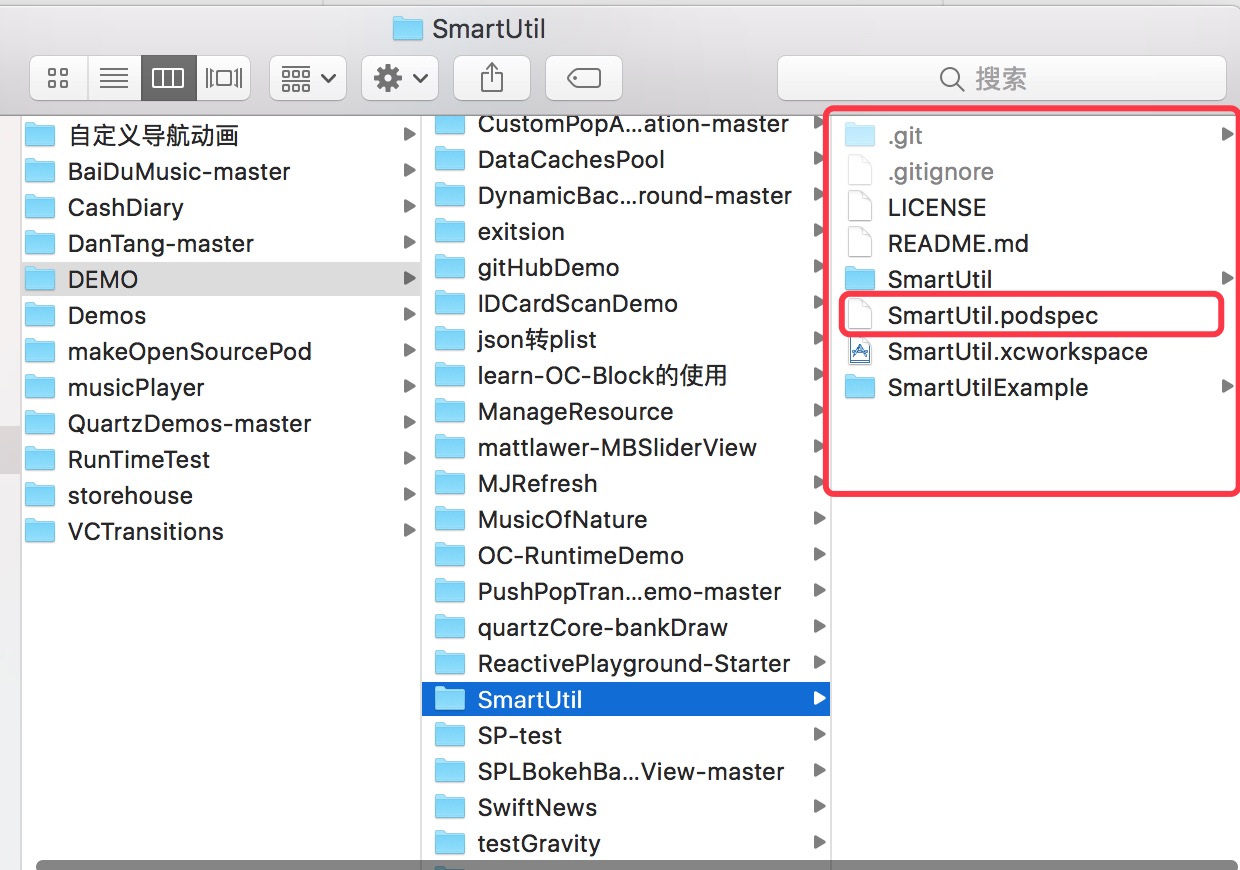 SmartUtil
搜索
自定义导航动画
BaiDuMusic-master
CashDiary
DanTang-master
DEMO
Demos
makeOpenSourcePod
musicPlayer
QuartzDemos-master
RunTimeTest
storehouse
VCTransitions
CustomPopA...ation-master
DataCachesPool
DynamicBac...round-master
exitsion
gitHubDemo
IDCardScanDemo
json转plist
learn-OC-Block的使用
ManageResource
mattlawer-MBSliderView
MJRefresh
MusicOfNature
OC-RuntimeDemo
PushPopTran...emo-master
quartzCore-bankDraw
ReactivePlayground-Starter
SmartUtil
SP-test
SPLBokehBa...View-master
SwiftNews
testGravity
.git
.gitignore
LICENSE
README.md
SmartUtil
SmartUtil.podspec
SmartUtil.xcworkspace
SmartUtilExample